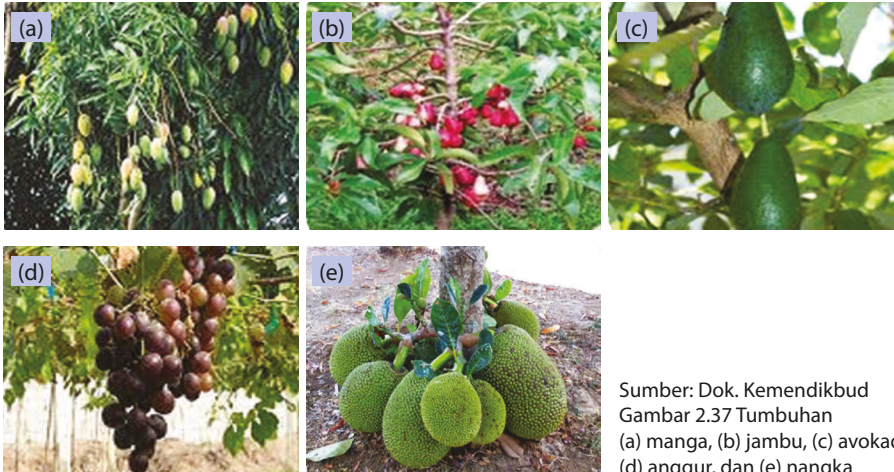 (a)
(b)
(c)
(d)
(e)
Sumber: Dok. Kemendikbud
Gambar 2.37 Tumbuhan
(a) manga, (b) jambu, (c) avokad
(d) anggur, dan (e) nangka